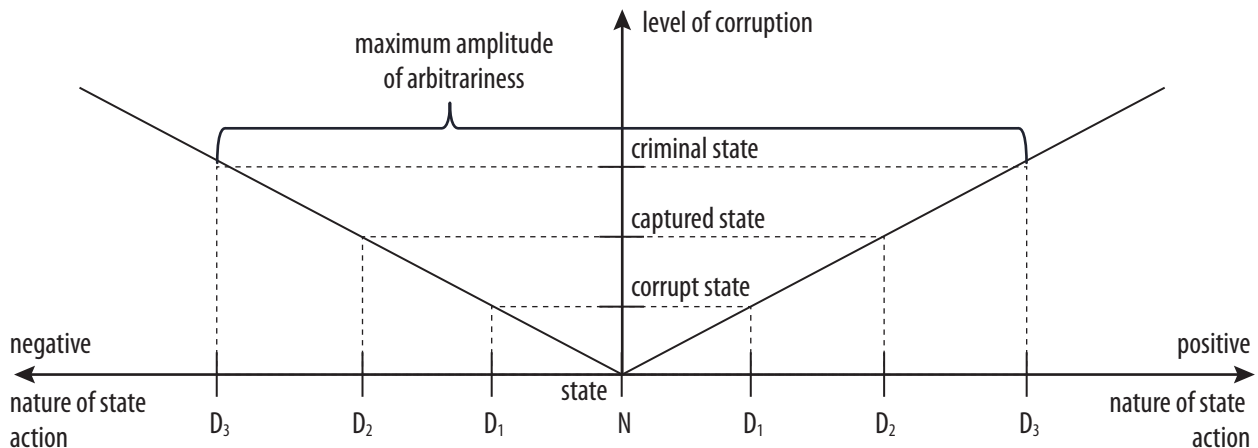 level of corruption
maximum amplitude
of arbitrariness
criminal state
captured state
corrupt state
negative
positive
state
nature of state
action
nature of state
action
D₃
D₂
D₁
N
D₁
D₂
D₃